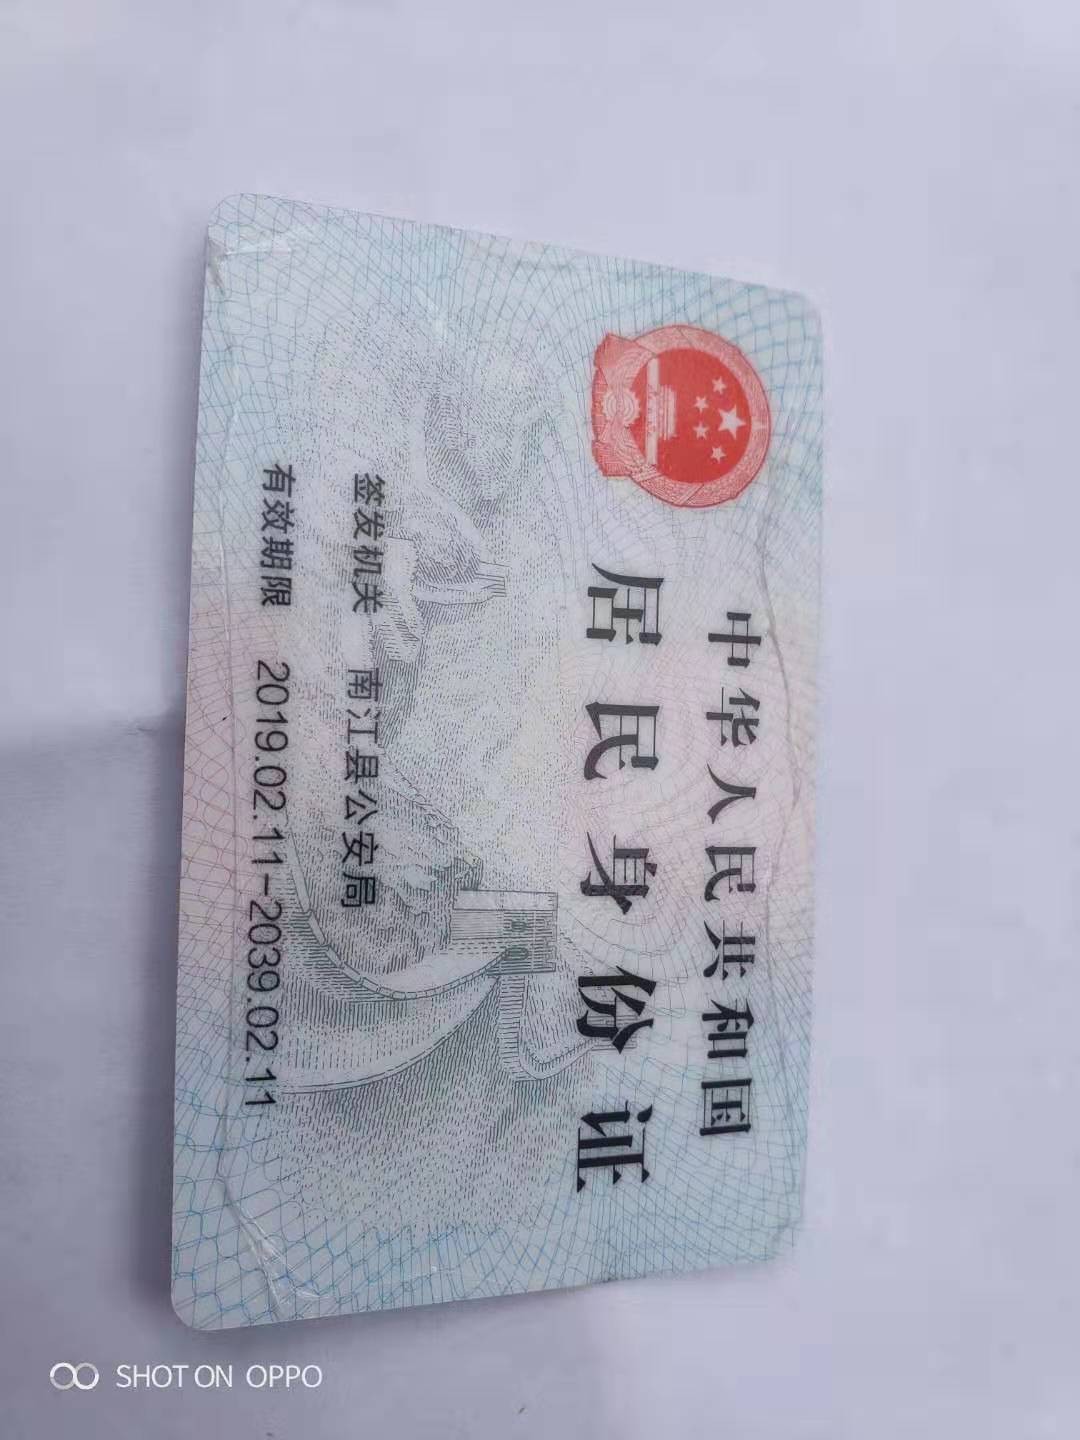 中华人民共和国
居民身份证
签发机关 南江县公安局
有效期限 2019.02.11-2039.02.11
SHOT ON OPPO